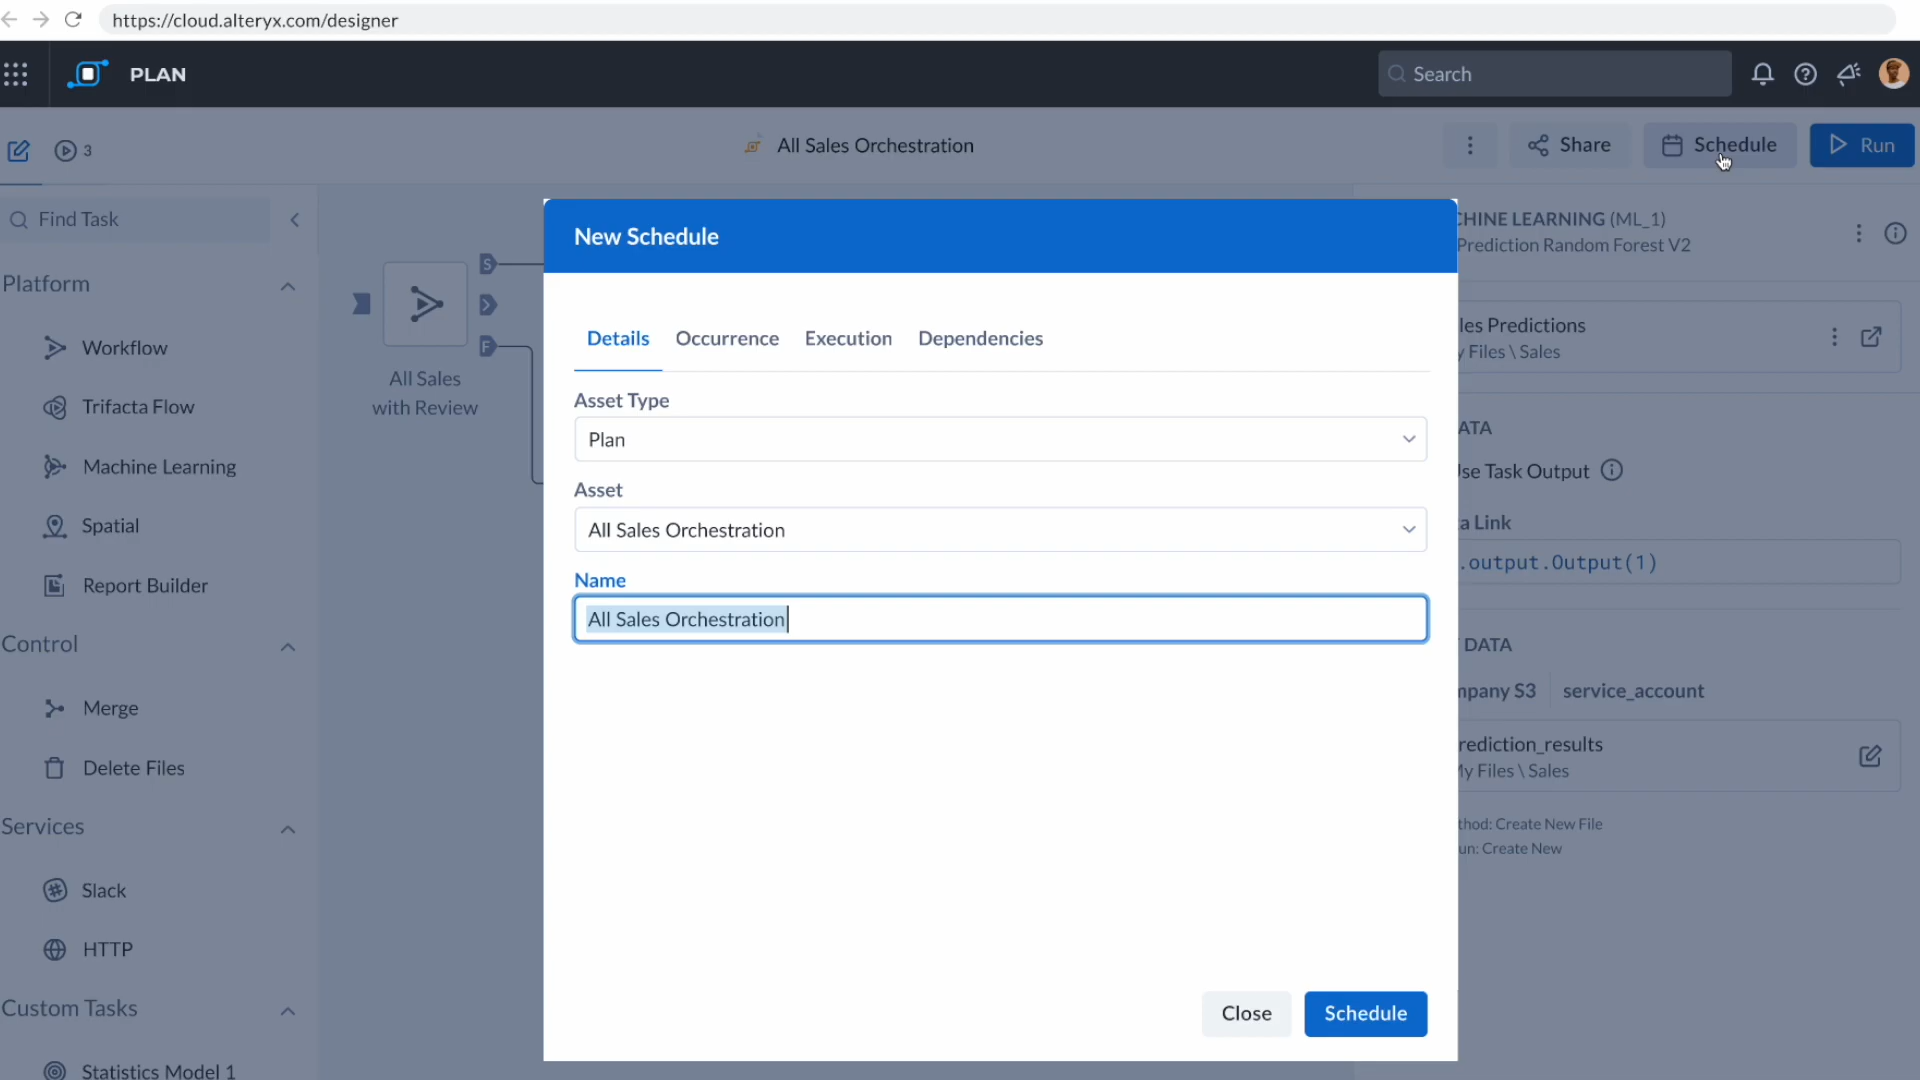 https://cloud.alteryx.com/designer
PLAN
Search
3
All Sales Orchestration
Share
Schedule
Run
Find Task
Platform
Workflow
Trifacta Flow
Machine Learning
Spatial
Report Builder
Control
Merge
Delete Files
Services
Slack
HTTP
Custom Tasks
Statistics Model 1
S
F
All Sales
with Review
New Schedule
Details Occurrence Execution Dependencies
Asset Type
Plan
Asset
All Sales Orchestration
Name
All Sales Orchestration
Close
Schedule
CHINE LEARNING (ML_1)
Prediction Random Forest V2
les Predictions
y Files \ Sales
ATA
Use Task Output
a Link
.output.Output(1)
DATA
mpany S3 service_account
rediction_results
My Files \ Sales
thod: Create New File
un: Create New